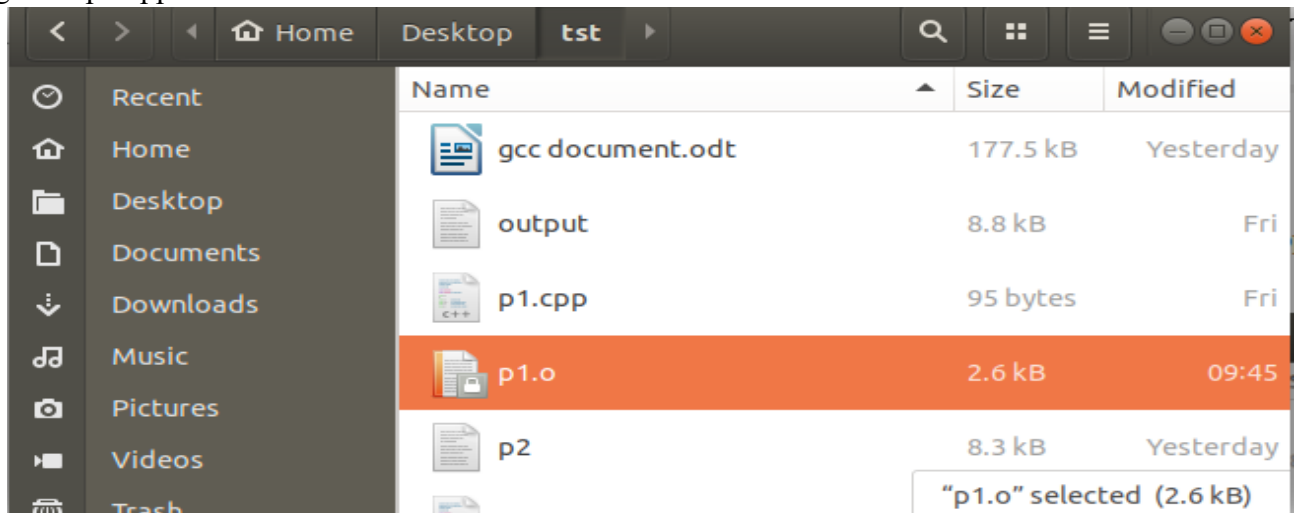 Home Desktop tst
Name Size Modified
Recent
gcc document.odt 177.5 kB Yesterday
Home
Desktop
output 8.8 kB Fri
Documents
p1.cpp 95 bytes Fri
Downloads
Music
p1.o 2.6 kB 09:45
Pictures
p2 8.3 kB Yesterday
Videos
"p1.o" selected (2.6 kB)
Trash